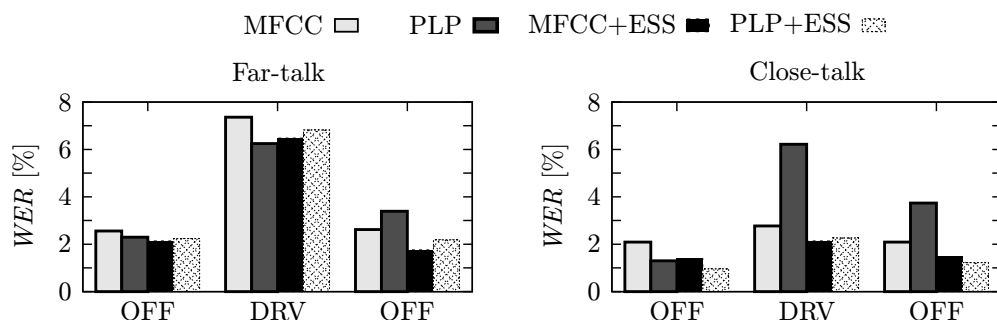 MFCC PLP MFCC+ESS PLP+ESS
Far-talk
WER [%]
8
6
4
2
0
OFF DRV OFF
Close-talk
WER [%]
8
6
4
2
0
OFF DRV OFF